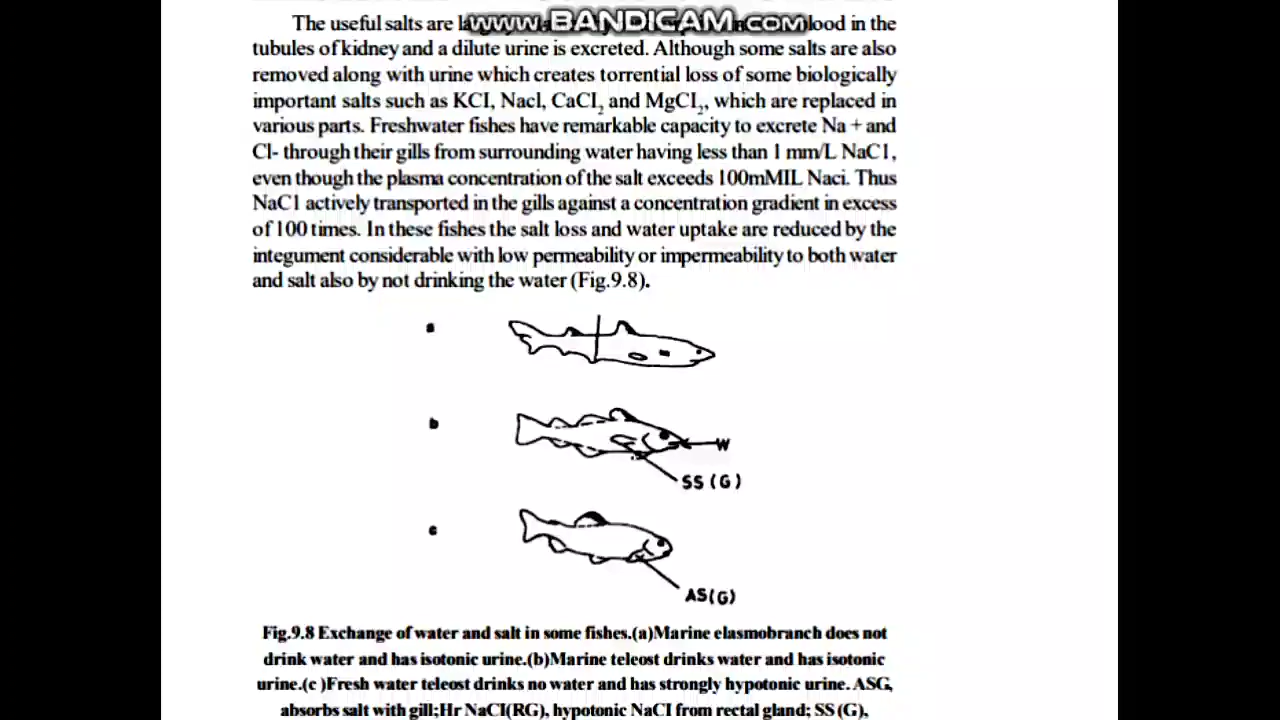 www.BANDICAM.com
The useful salts are lood in the
tubules of kidney and a dilute urine is excreted. Although some salts are also
removed along with urine which creates torrential loss of some biologically
important salts such as KCI, Nacl, CaCI2 and MgCI2, which are replaced in
various parts. Freshwater fishes have remarkable capacity to excrete Na + and
Cl- through their gills from surrounding water having less than 1 mm/L NaC1,
even though the plasma concentration of the salt exceeds 100mMIL Naci. Thus
NaC1 actively transported in the gills against a concentration gradient in excess
of 100 times. In these fishes the salt loss and water uptake are reduced by the
integument considerable with low permeability or impermeability to both water
and salt also by not drinking the water (Fig.9.8).
a
b
W
SS (G)
c
AS(G)
Fig.9.8 Exchange of water and salt in some fishes.(a)Marine elasmobranch does not
drink water and has isotonic urine.(b)Marine teleost drinks water and has isotonic
urine.(c )Fresh water teleost drinks no water and has strongly hypotonic urine. ASG,
absorbs salt with gill;Hr NaCl(RG), hypotonic NaCl from rectal gland; SS (G),